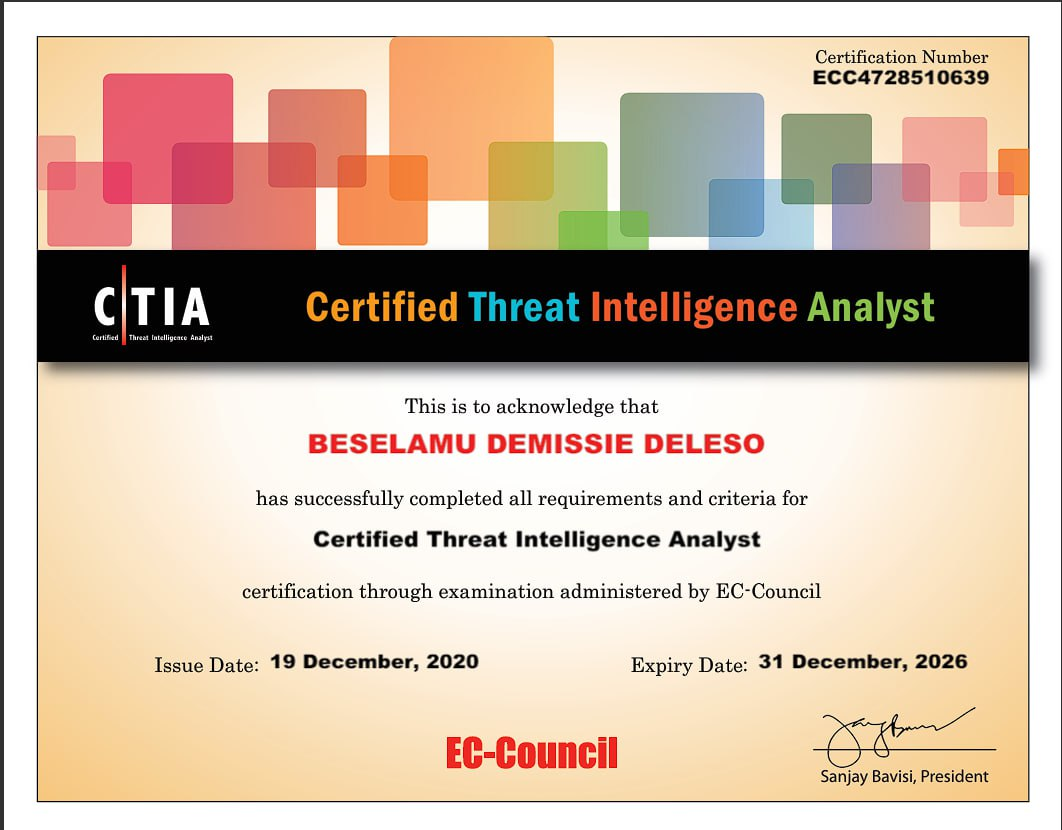 Certification Number
ECC4728510639
CTIA
Certified Threat Intelligence Analyst
Certified Threat Intelligence Analyst
This is to acknowledge that
BESELAMU DEMISSIE DELESO
has successfully completed all requirements and criteria for
Certified Threat Intelligence Analyst
certification through examination administered by EC-Council
Issue Date: 19 December, 2020 Expiry Date: 31 December, 2026
EC-Council
Sanjay Bavisi, President